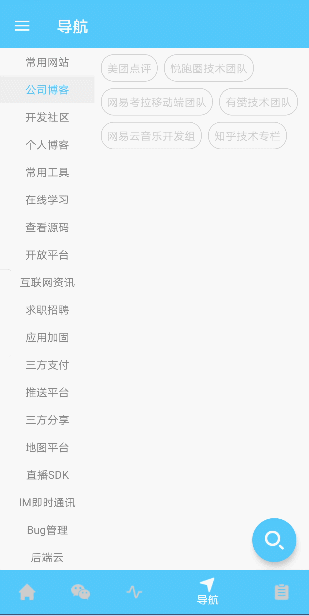 导航
常用网站
公司博客
开发社区
个人博客
常用工具
在线学习
查看源码
开放平台
互联网资讯
求职招聘
应用加固
三方支付
推送平台
三方分享
地图平台
直播SDK
IM即时通讯
Bug管理
后端云
美团点评 悦跑圈技术团队
网易考拉移动端团队 有赞技术团队
网易云音乐开发组 知乎技术专栏
导航